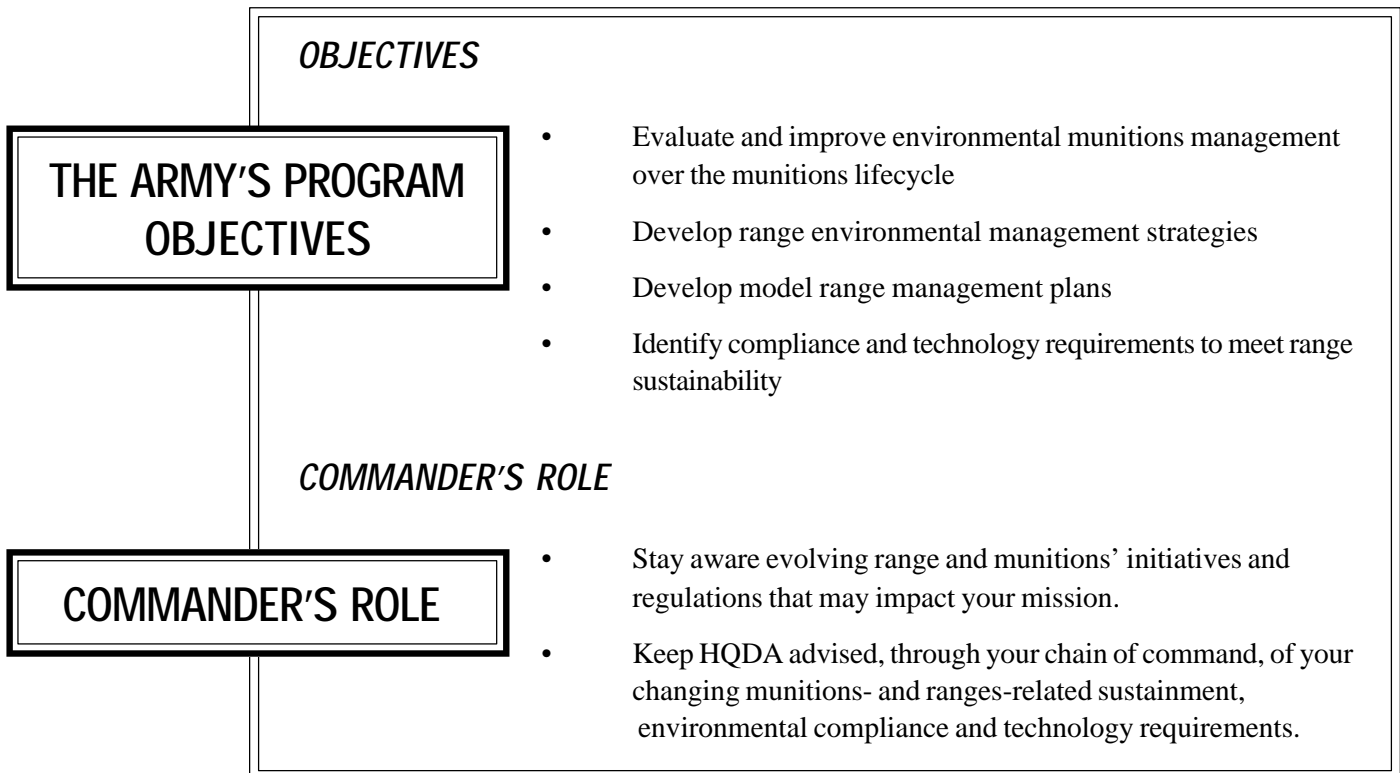 OBJECTIVES
THE ARMY'S PROGRAM
OBJECTIVES
• Evaluate and improve environmental munitions management
over the munitions lifecycle
• Develop range environmental management strategies
• Develop model range management plans
• Identify compliance and technology requirements to meet range
sustainability
COMMANDER'S ROLE
COMMANDER'S ROLE
• Stay aware evolving range and munitions’ initiatives and
regulations that may impact your mission.
• Keep HQDA advised, through your chain of command, of your
changing munitions- and ranges-related sustainment,
environmental compliance and technology requirements.